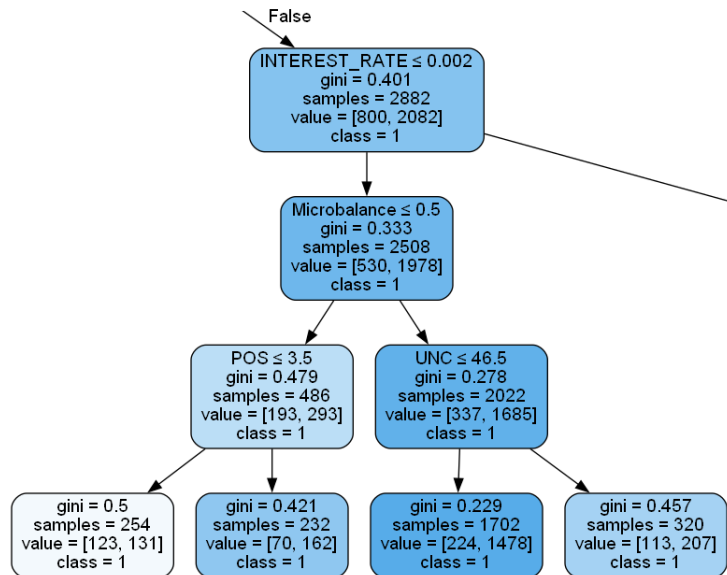 False
INTEREST_RATE ≤ 0.002
gini = 0.401
samples = 2882
value = [800, 2082]
class = 1
Microbalance ≤ 0.5
gini = 0.333
samples = 2508
value = [530, 1978]
class = 1
POS ≤ 3.5
gini = 0.479
samples = 486
value = [193, 293]
class = 1
UNC ≤ 46.5
gini = 0.278
samples = 2022
value = [337, 1685]
class = 1
gini = 0.5
samples = 254
value = [123, 131]
class = 1
gini = 0.421
samples = 232
value = [70, 162]
class = 1
gini = 0.229
samples = 1702
value = [224, 1478]
class = 1
gini = 0.457
samples = 320
value = [113, 207]
class = 1